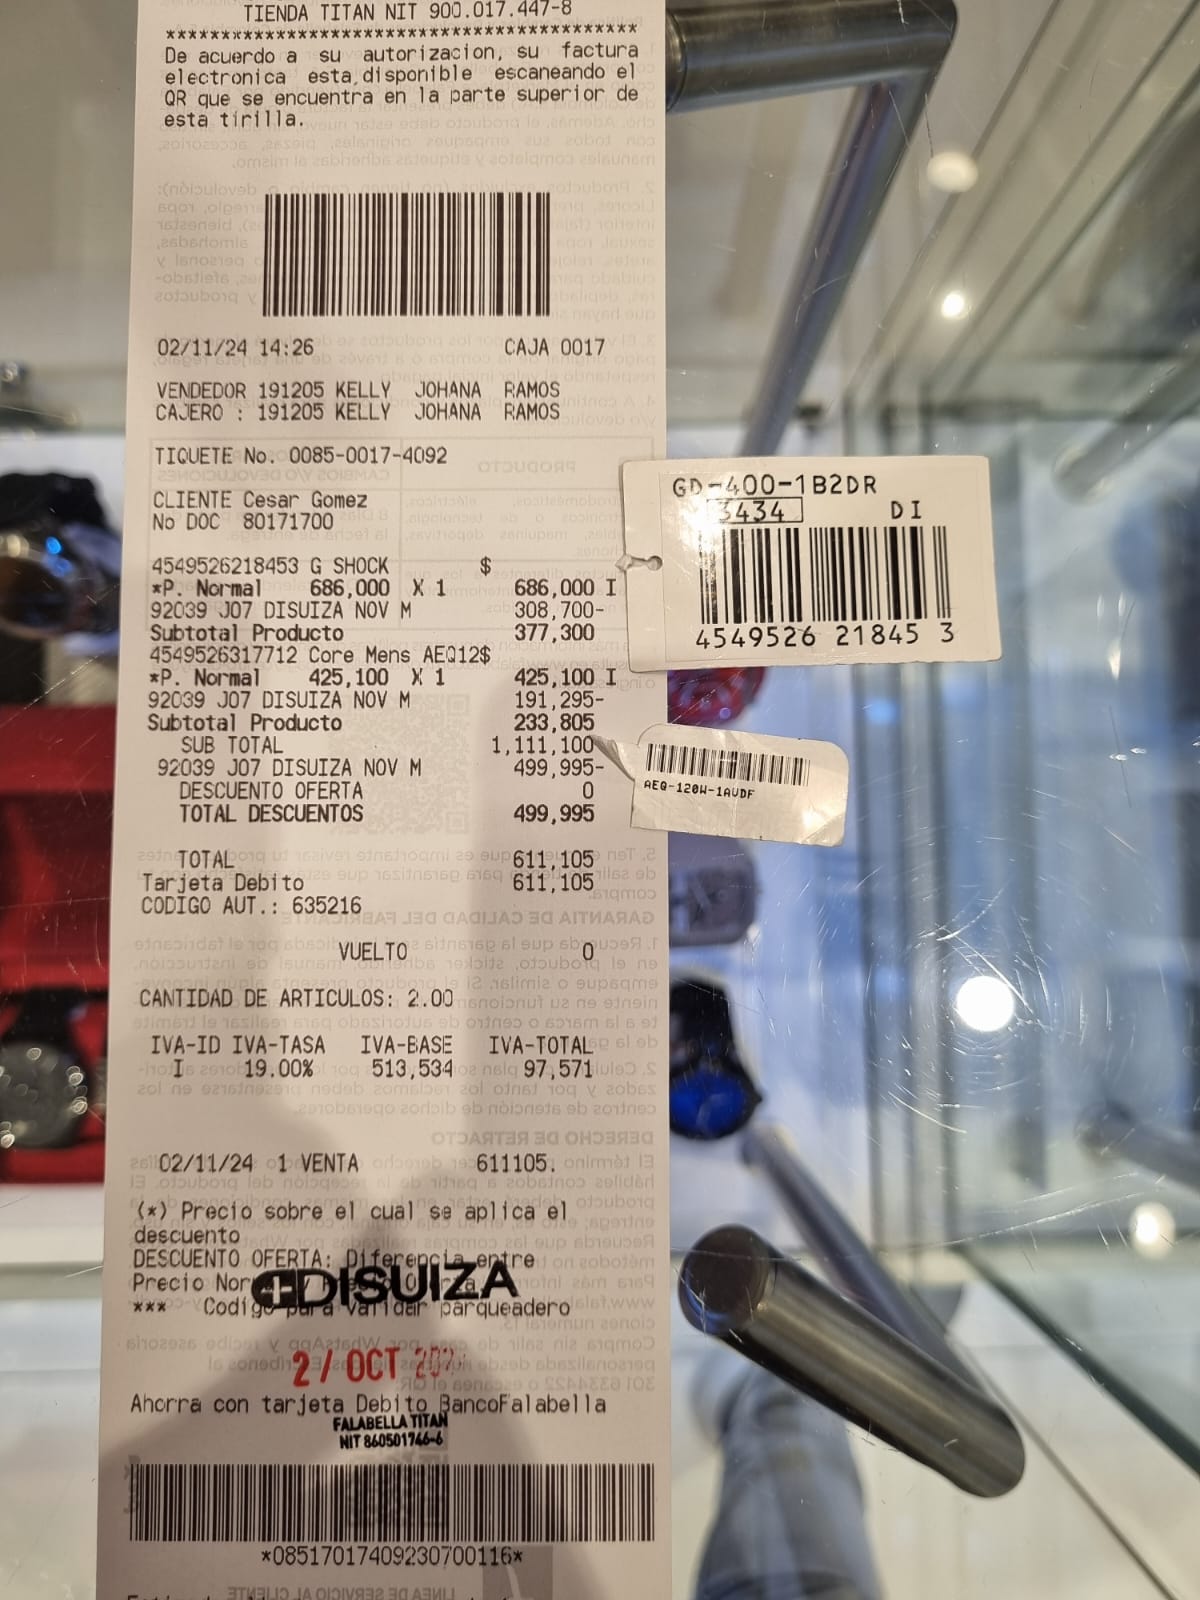 TIENDA TITAN NIT 900.017.447-8
****************************************
De acuerdo a su autorizacion, su factura
electronica esta disponible escaneando el
QR que se encuentra en la parte superior de
esta tirilla.
02/11/24 14:26 CAJA 0017
VENDEDOR 191205 KELLY JOHANA RAMOS
CAJERO : 191205 KELLY JOHANA RAMOS
TIQUETE No. 0085-0017-4092
CLIENTE Cesar Gomez
No DOC 80171700
4549526218453 G SHOCK $
*P. Normal 686,000 X 1 686,000 I
92039 J07 DISUIZA NOV M 308,700-
Subtotal Producto 377,300
4549526317712 Core Mens AEQ12$
*P. Normal 425,100 X 1 425,100 I
92039 J07 DISUIZA NOV M 191,295-
Subtotal Producto 233,805
SUB TOTAL 1,111,100
92039 J07 DISUIZA NOV M 499,995-
DESCUENTO OFERTA 0
TOTAL DESCUENTOS 499,995
TOTAL 611,105
Tarjeta Debito 611,105
CODIGO AUT.: 635216
VUELTO 0
CANTIDAD DE ARTICULOS: 2.00
IVA-ID IVA-TASA IVA-BASE IVA-TOTAL
I 19.00% 513,534 97,571
02/11/24 1 VENTA 611105.
(*) Precio sobre el cual se aplica el
descuento
DESCUENTO OFERTA: Diferencia entre
Precio Nor
DISUIZA
*** Codigo para validar parqueadero
2/ OCT
Ahorra con tarjeta Debito BancoFalabella
FALABELLA TITAN
NIT 860501746-6
*08517017409230700116*
GD-400-1B2DR
3434 DI
4549526 21845 3
AEQ-120W-1AVDF